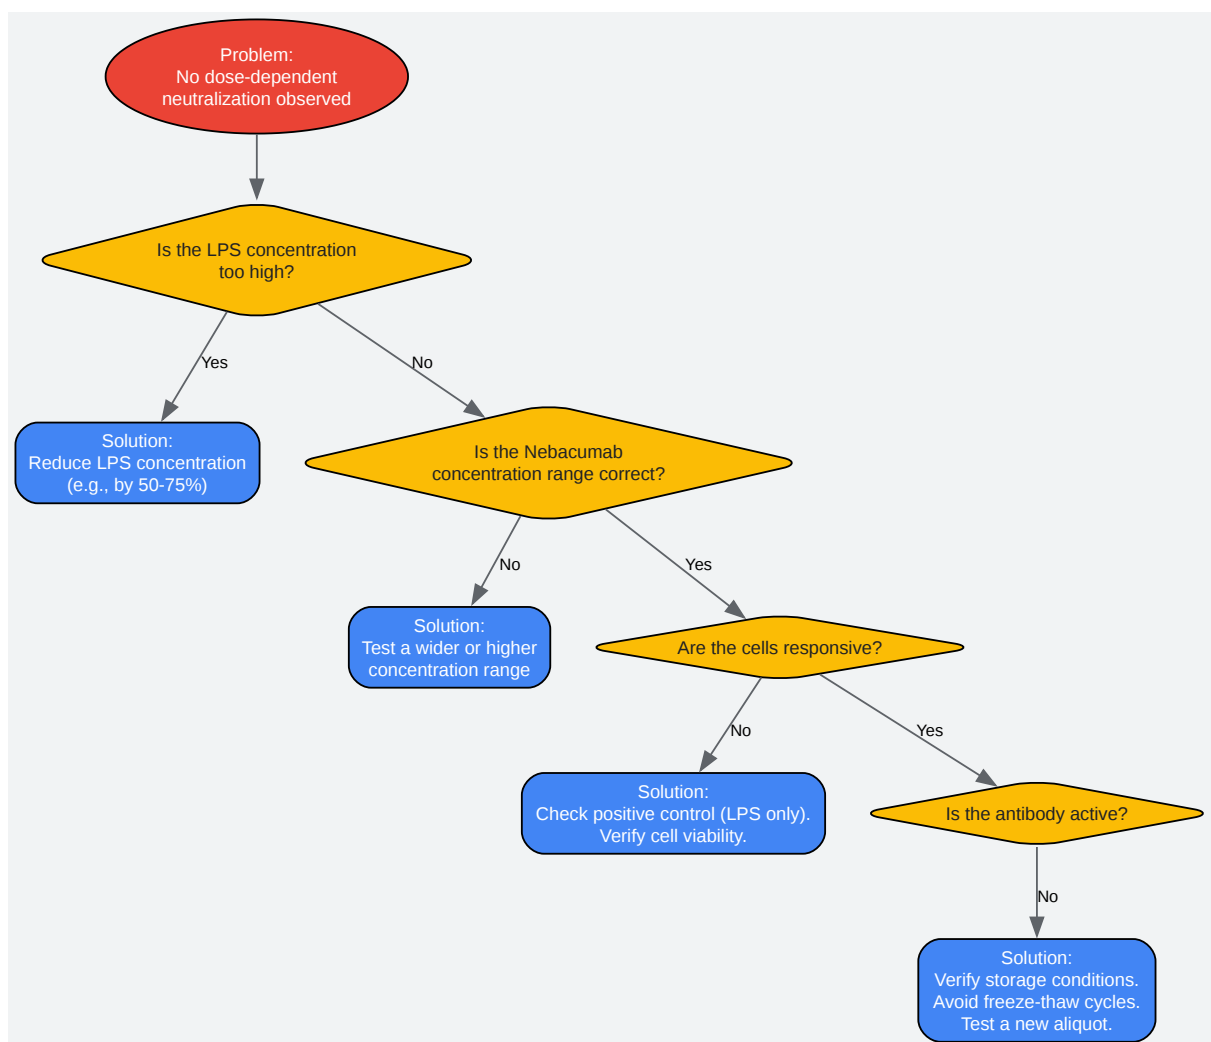 Problem:
No dose-dependent
neutralization observed
Is the LPS concentration
too high?
Yes
No
Solution:
Reduce LPS concentration
(e.g., by 50-75%)
Is the Nebacumab
concentration range correct?
No
Yes
Solution:
Test a wider or higher
concentration range
Are the cells responsive?
No
Yes
Solution:
Check positive control (LPS only).
Verify cell viability.
Is the antibody active?
No
Solution:
Verify storage conditions.
Avoid freeze-thaw cycles.
Test a new aliquot.